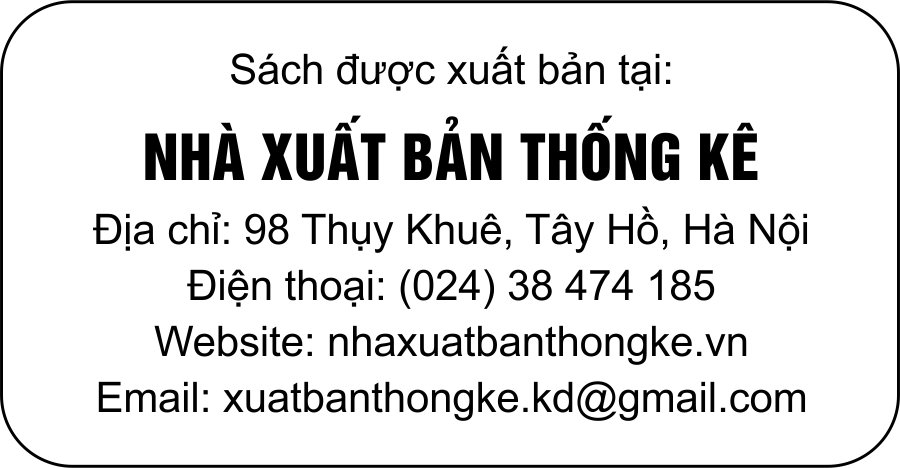 Sách được xuất bản tại:
NHÀ XUẤT BẢN THỐNG KÊ
Địa chỉ: 98 Thụy Khuê, Tây Hồ, Hà Nội
Điện thoại: (024) 38 474 185
Website: nhaxuatbanthongke.vn
Email: xuatbanthongke.kd@gmail.com